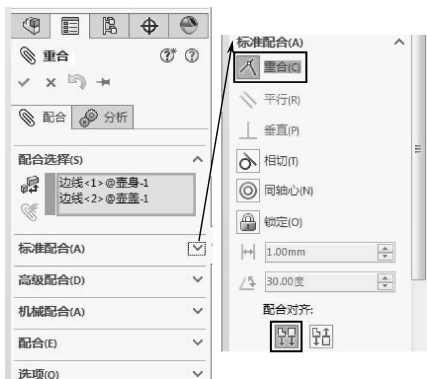 重合
配合 分析
配合选择(S)
边线<1>@壶身-1
边线<2>@壶盖-1
标准配合(A)
高级配合(D)
机械配合(A)
配合(E)
选项(O)
标准配合(A)
重合(C)
平行(R)
垂直(P)
相切(T)
同轴心(N)
锁定(O)
1.00mm
30.00度
配合对齐: